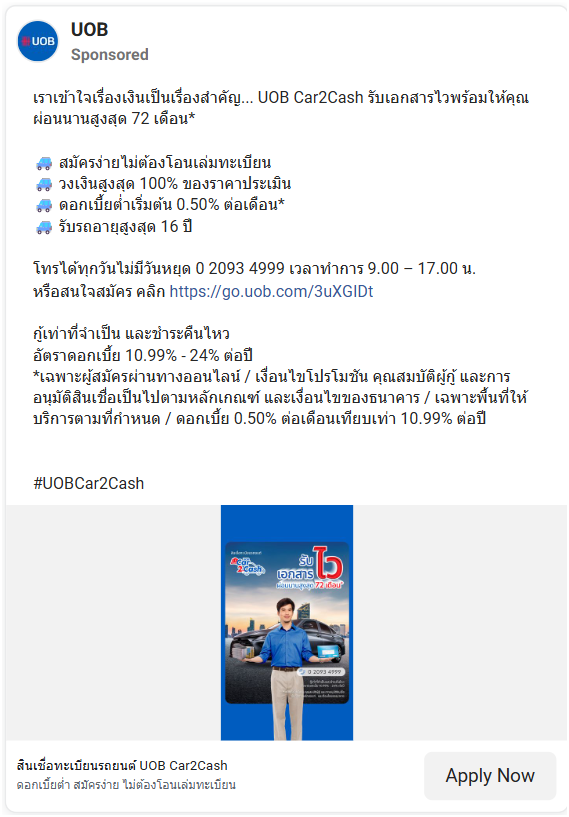 UOB
UOB
Sponsored
เราเข้าใจเรื่องเงินเป็นเรื่องสำคัญ... UOB Car2Cash รับเอกสารไวพร้อมให้คุณ
ผ่อนนานสูงสุด 72 เดือน*
🚙 สมัครง่ายไม่ต้องโอนเล่มทะเบียน
🚙 วงเงินสูงสุด 100% ของราคาประเมิน
🚙 ดอกเบี้ยต่ำเริ่มต้น 0.50% ต่อเดือน*
🚙 รับรถอายุสูงสุด 16 ปี
โทรได้ทุกวันไม่มีวันหยุด 0 2093 4999 เวลาทำการ 9.00 – 17.00 น.
หรือสนใจสมัคร คลิก https://go.uob.com/3uXGIDt
กู้เท่าที่จำเป็น และชำระคืนไหว
อัตราดอกเบี้ย 10.99% - 24% ต่อปี
*เฉพาะผู้สมัครผ่านทางออนไลน์ / เงื่อนไขโปรโมชัน คุณสมบัติผู้กู้ และการ
อนุมัติสินเชื่อเป็นไปตามหลักเกณฑ์ และเงื่อนไขของธนาคาร / เฉพาะพื้นที่ให้
บริการตามที่กำหนด / ดอกเบี้ย 0.50% ต่อเดือนเทียบเท่า 10.99% ต่อปี
#UOBCar2Cash
Car
2Cash
รับ
เอกสาร ไว
ผ่อนนานสูงสุด 72 เดือน*
0 2093 4999
สินเชื่อทะเบียนรถยนต์ UOB Car2Cash
ดอกเบี้ยต่ำ สมัครง่าย ไม่ต้องโอนเล่มทะเบียน
Apply Now